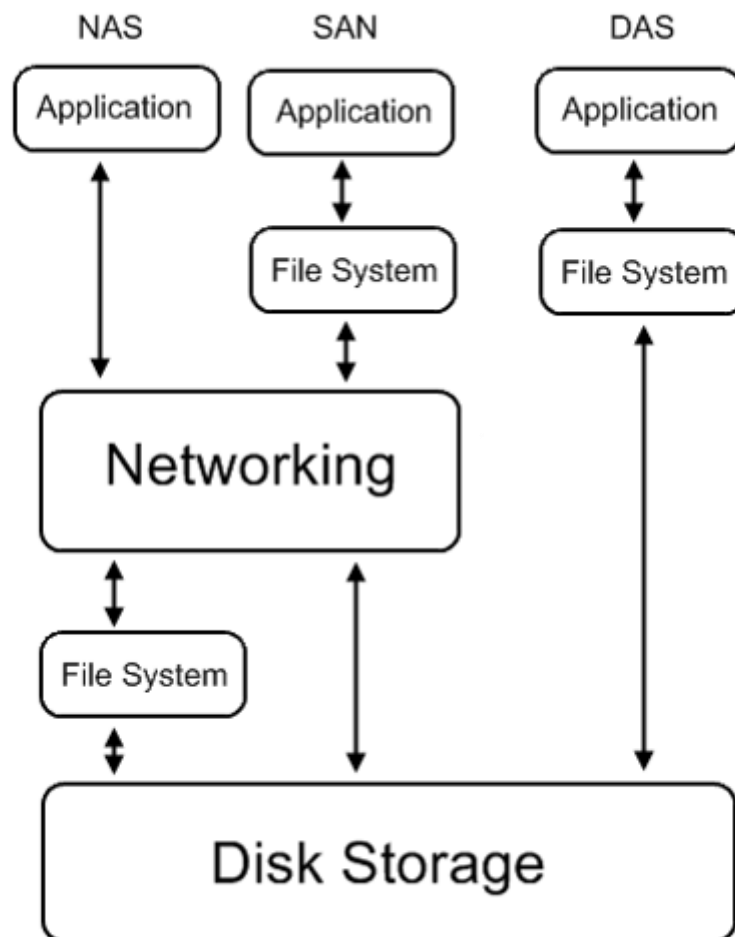 NAS
SAN
DAS
Application
Application
Application
File System
File System
Networking
File System
Disk Storage